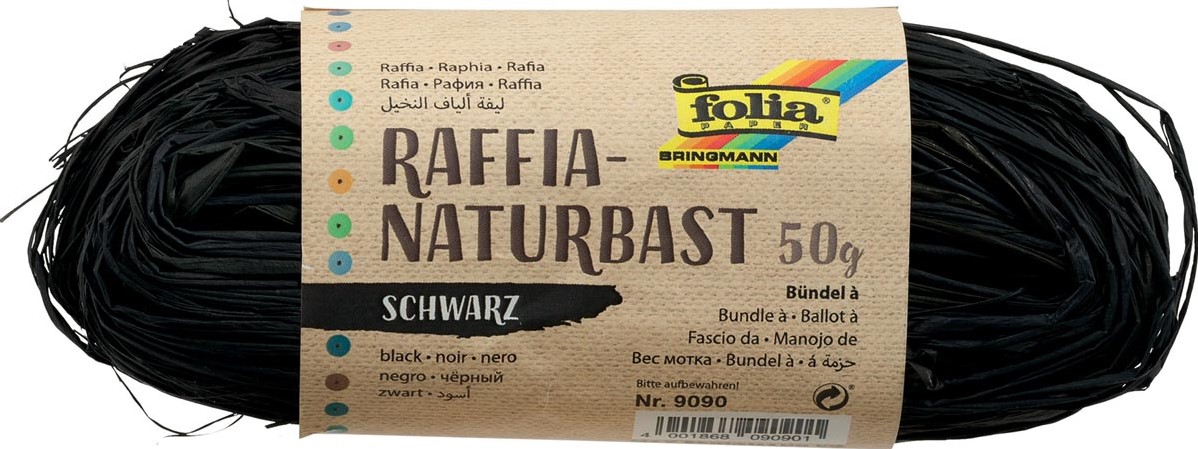 Raffia • Raphia • Rafia
Rafia • Рафия • Raffia
ليفة ألياف النخيل
folia®
PAPER
BRINGMANN
RAFFIA-
NATURBAST 50g
SCHWARZ
Bündel à
Bundle à • Ballot à
Fascio da • Manojo de
Вес мотка • Bundel à • á حزمة
black • noir • nero
negro • чёрный
zwart • أسود
Bitte aufbewahren!
Nr. 9090
4 001868 090901